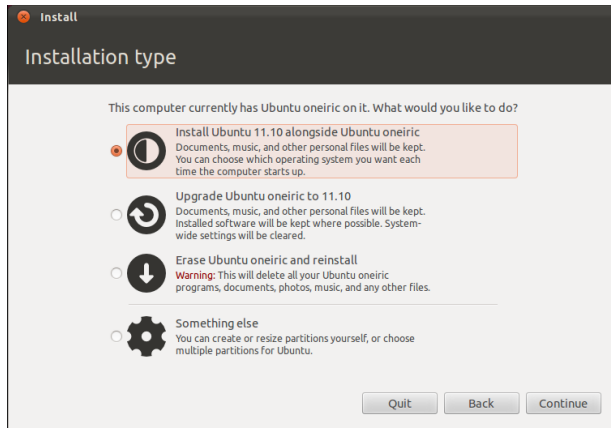 Install
Installation type
This computer currently has Ubuntu oneiric on it. What would you like to do?
Install Ubuntu 11.10 alongside Ubuntu oneiric
Documents, music, and other personal files will be kept.
You can choose which operating system you want each
time the computer starts up.
Upgrade Ubuntu oneiric to 11.10
Documents, music, and other personal files will be kept.
Installed software will be kept where possible. System-
wide settings will be cleared.
Erase Ubuntu oneiric and reinstall
Warning: This will delete all your Ubuntu oneiric
programs, documents, photos, music, and any other files.
Something else
You can create or resize partitions yourself, or choose
multiple partitions for Ubuntu.
Quit Back Continue